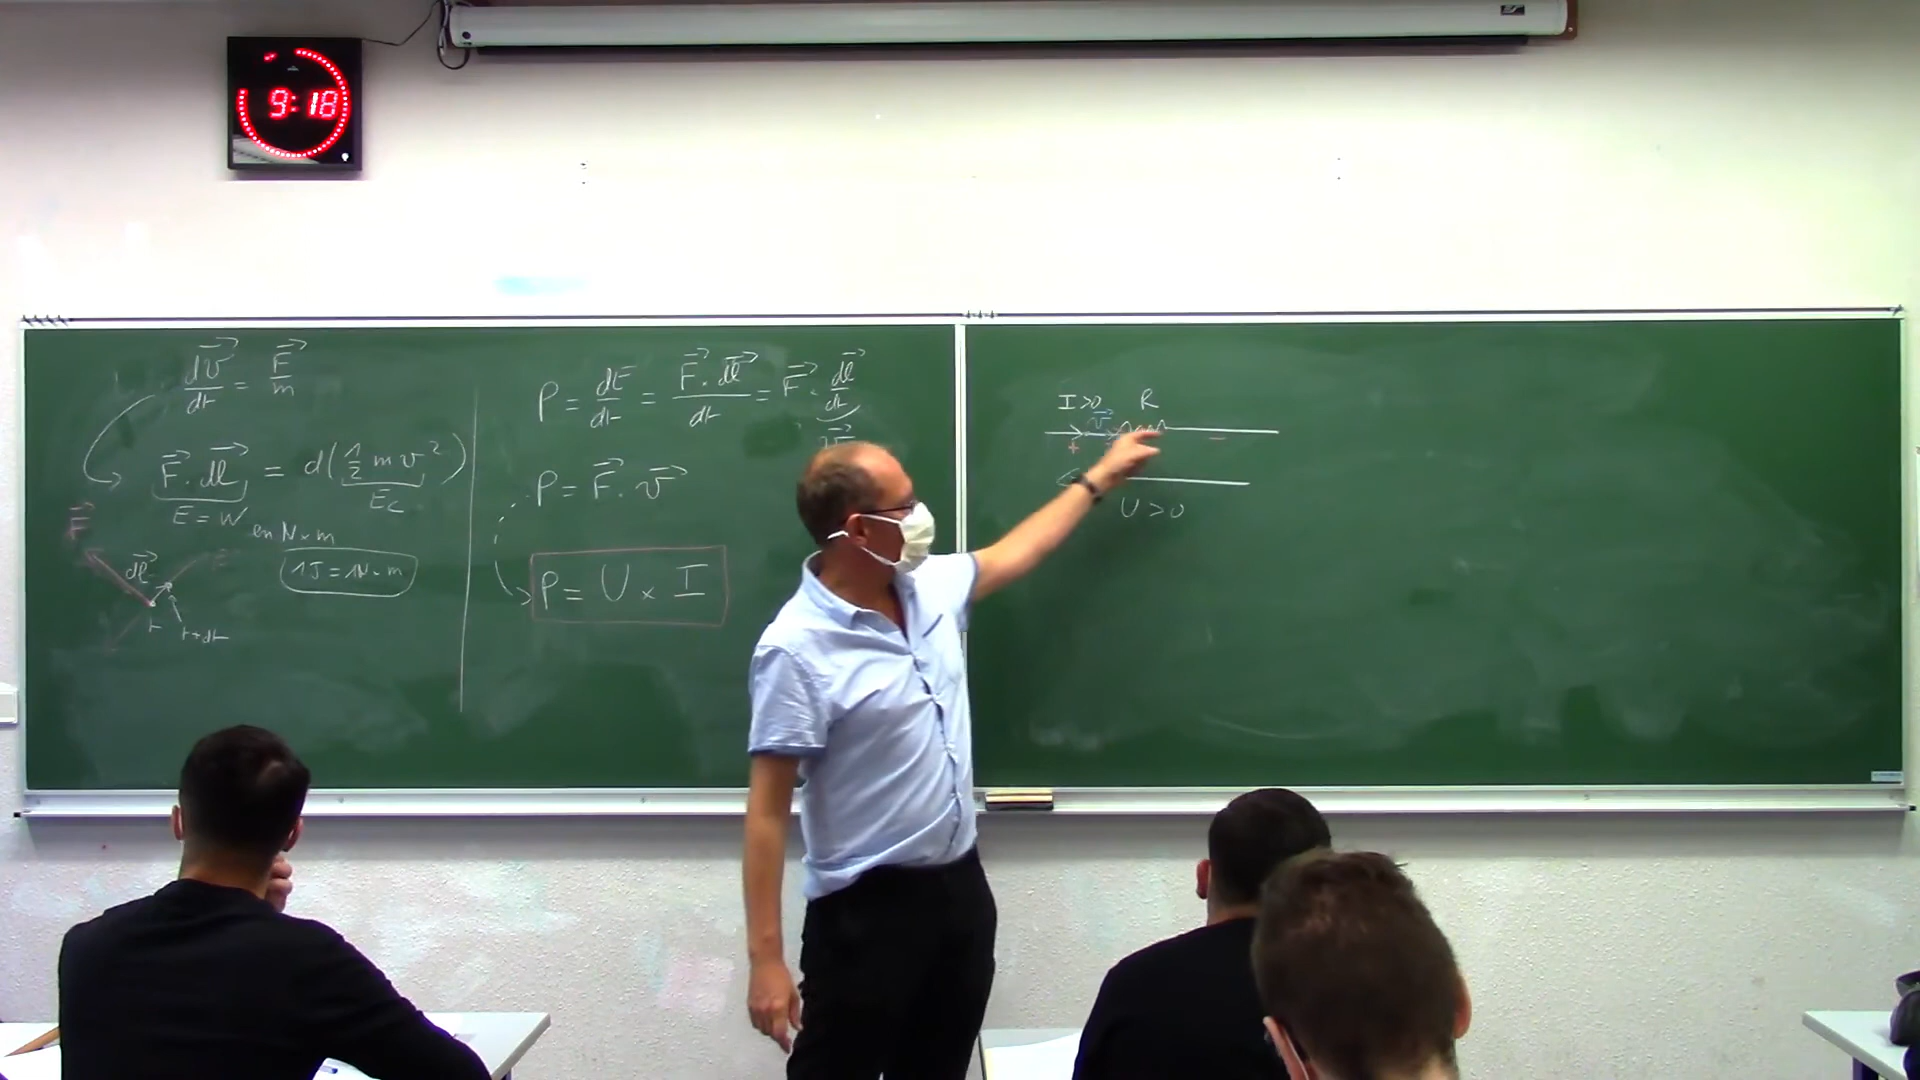 9:18
dv⃗/dt = F⃗/m
F⃗ . dl⃗ = d(1/2 m v²)
E = W
Ec
en N×m
1J = 1N×m
F⃗
dl⃗
t
t+dt
P = dE/dt = F⃗ . dl⃗/dt = F⃗ . dl⃗/dt
v⃗
P = F⃗ . v⃗
P = U × I
I>0
R
v⃗
+
−
U > 0